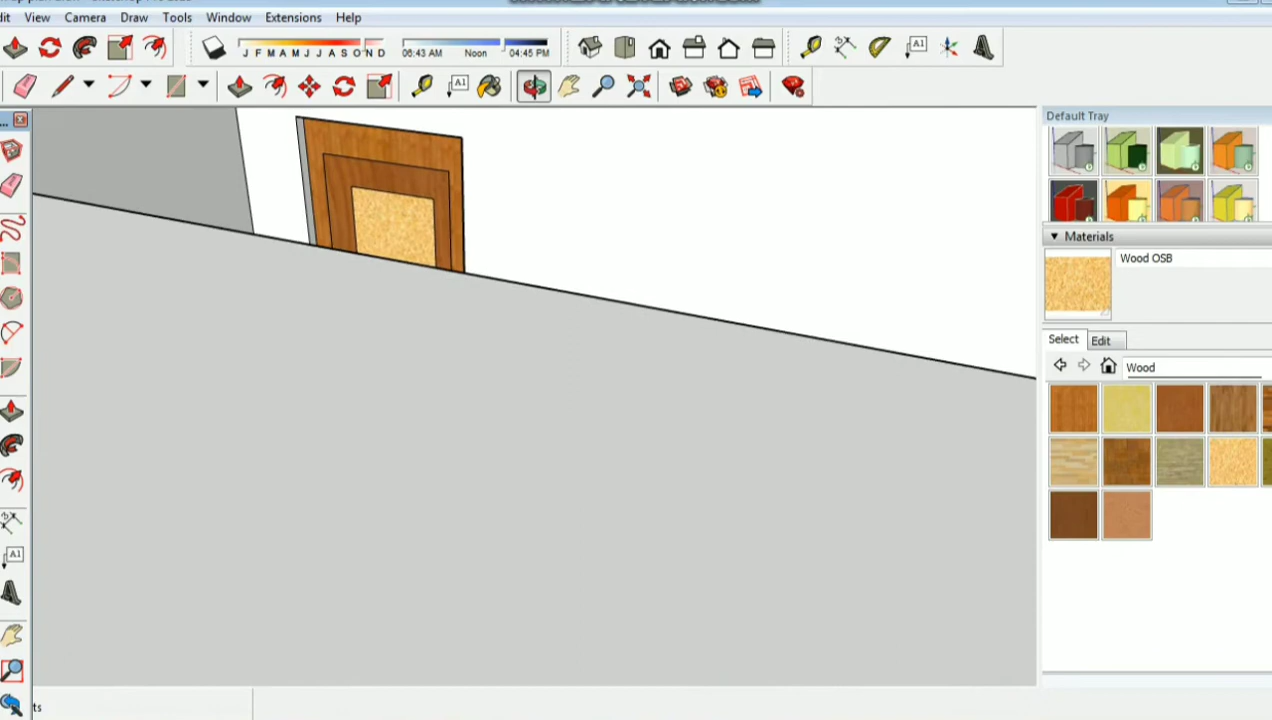 View Camera Draw Tools Window Extensions Help
J F M A M J J A S O N D
06:43 AM Noon 04:45 PM
A1
A1
Default Tray
Materials
Wood OSB
Select Edit
Wood
A1
ts